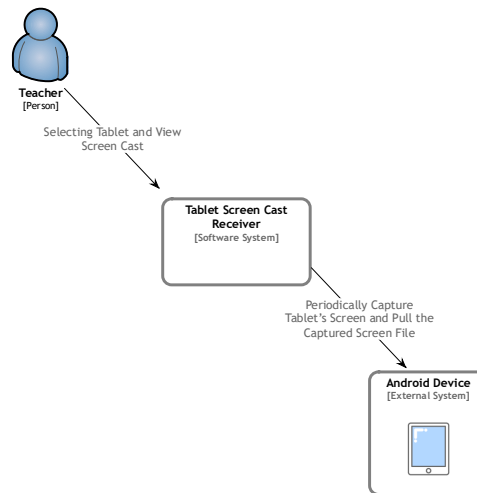 Teacher
[Person]
Selecting Tablet and View
Screen Cast
Tablet Screen Cast
Receiver
[Software System]
Periodically Capture
Tablet's Screen and Pull the
Captured Screen File
Android Device
[External System]